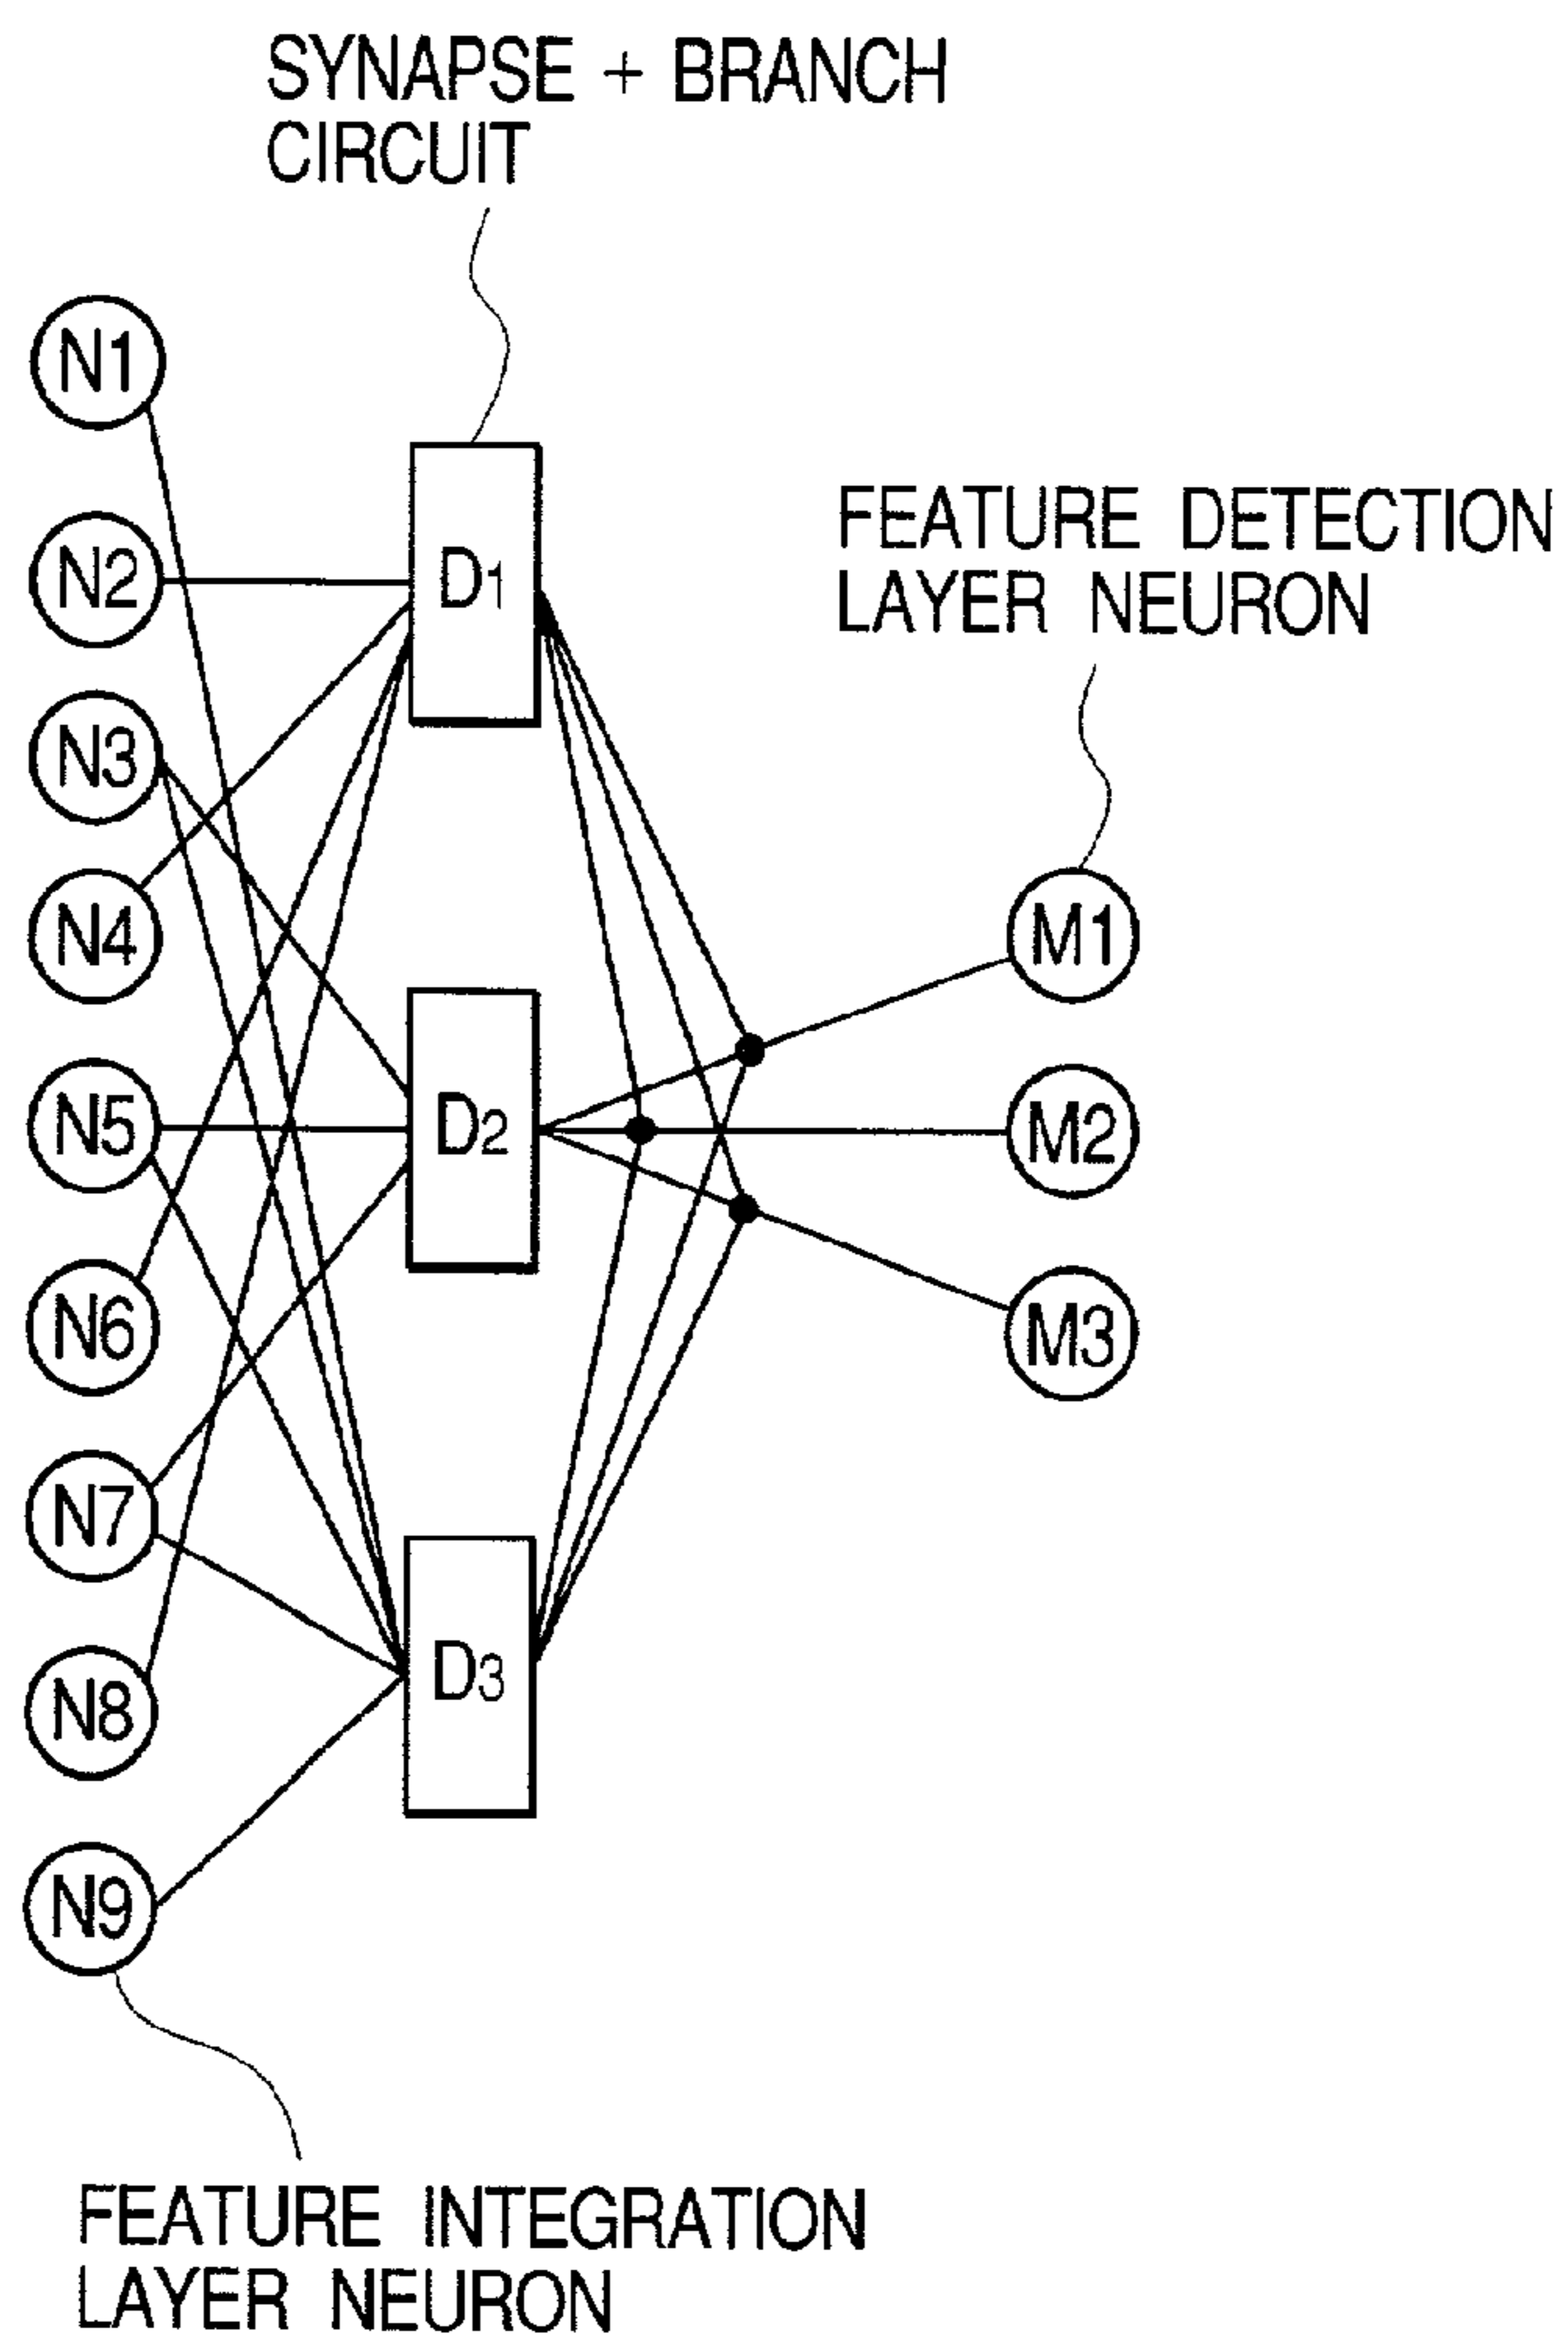 SYNAPSE + BRANCH
CIRCUIT
N1
N2
D1
FEATURE DETECTION
LAYER NEURON
N3
N4
M1
N5
D2
M2
N6
M3
N7
D3
N8
N9
FEATURE INTEGRATION
LAYER NEURON